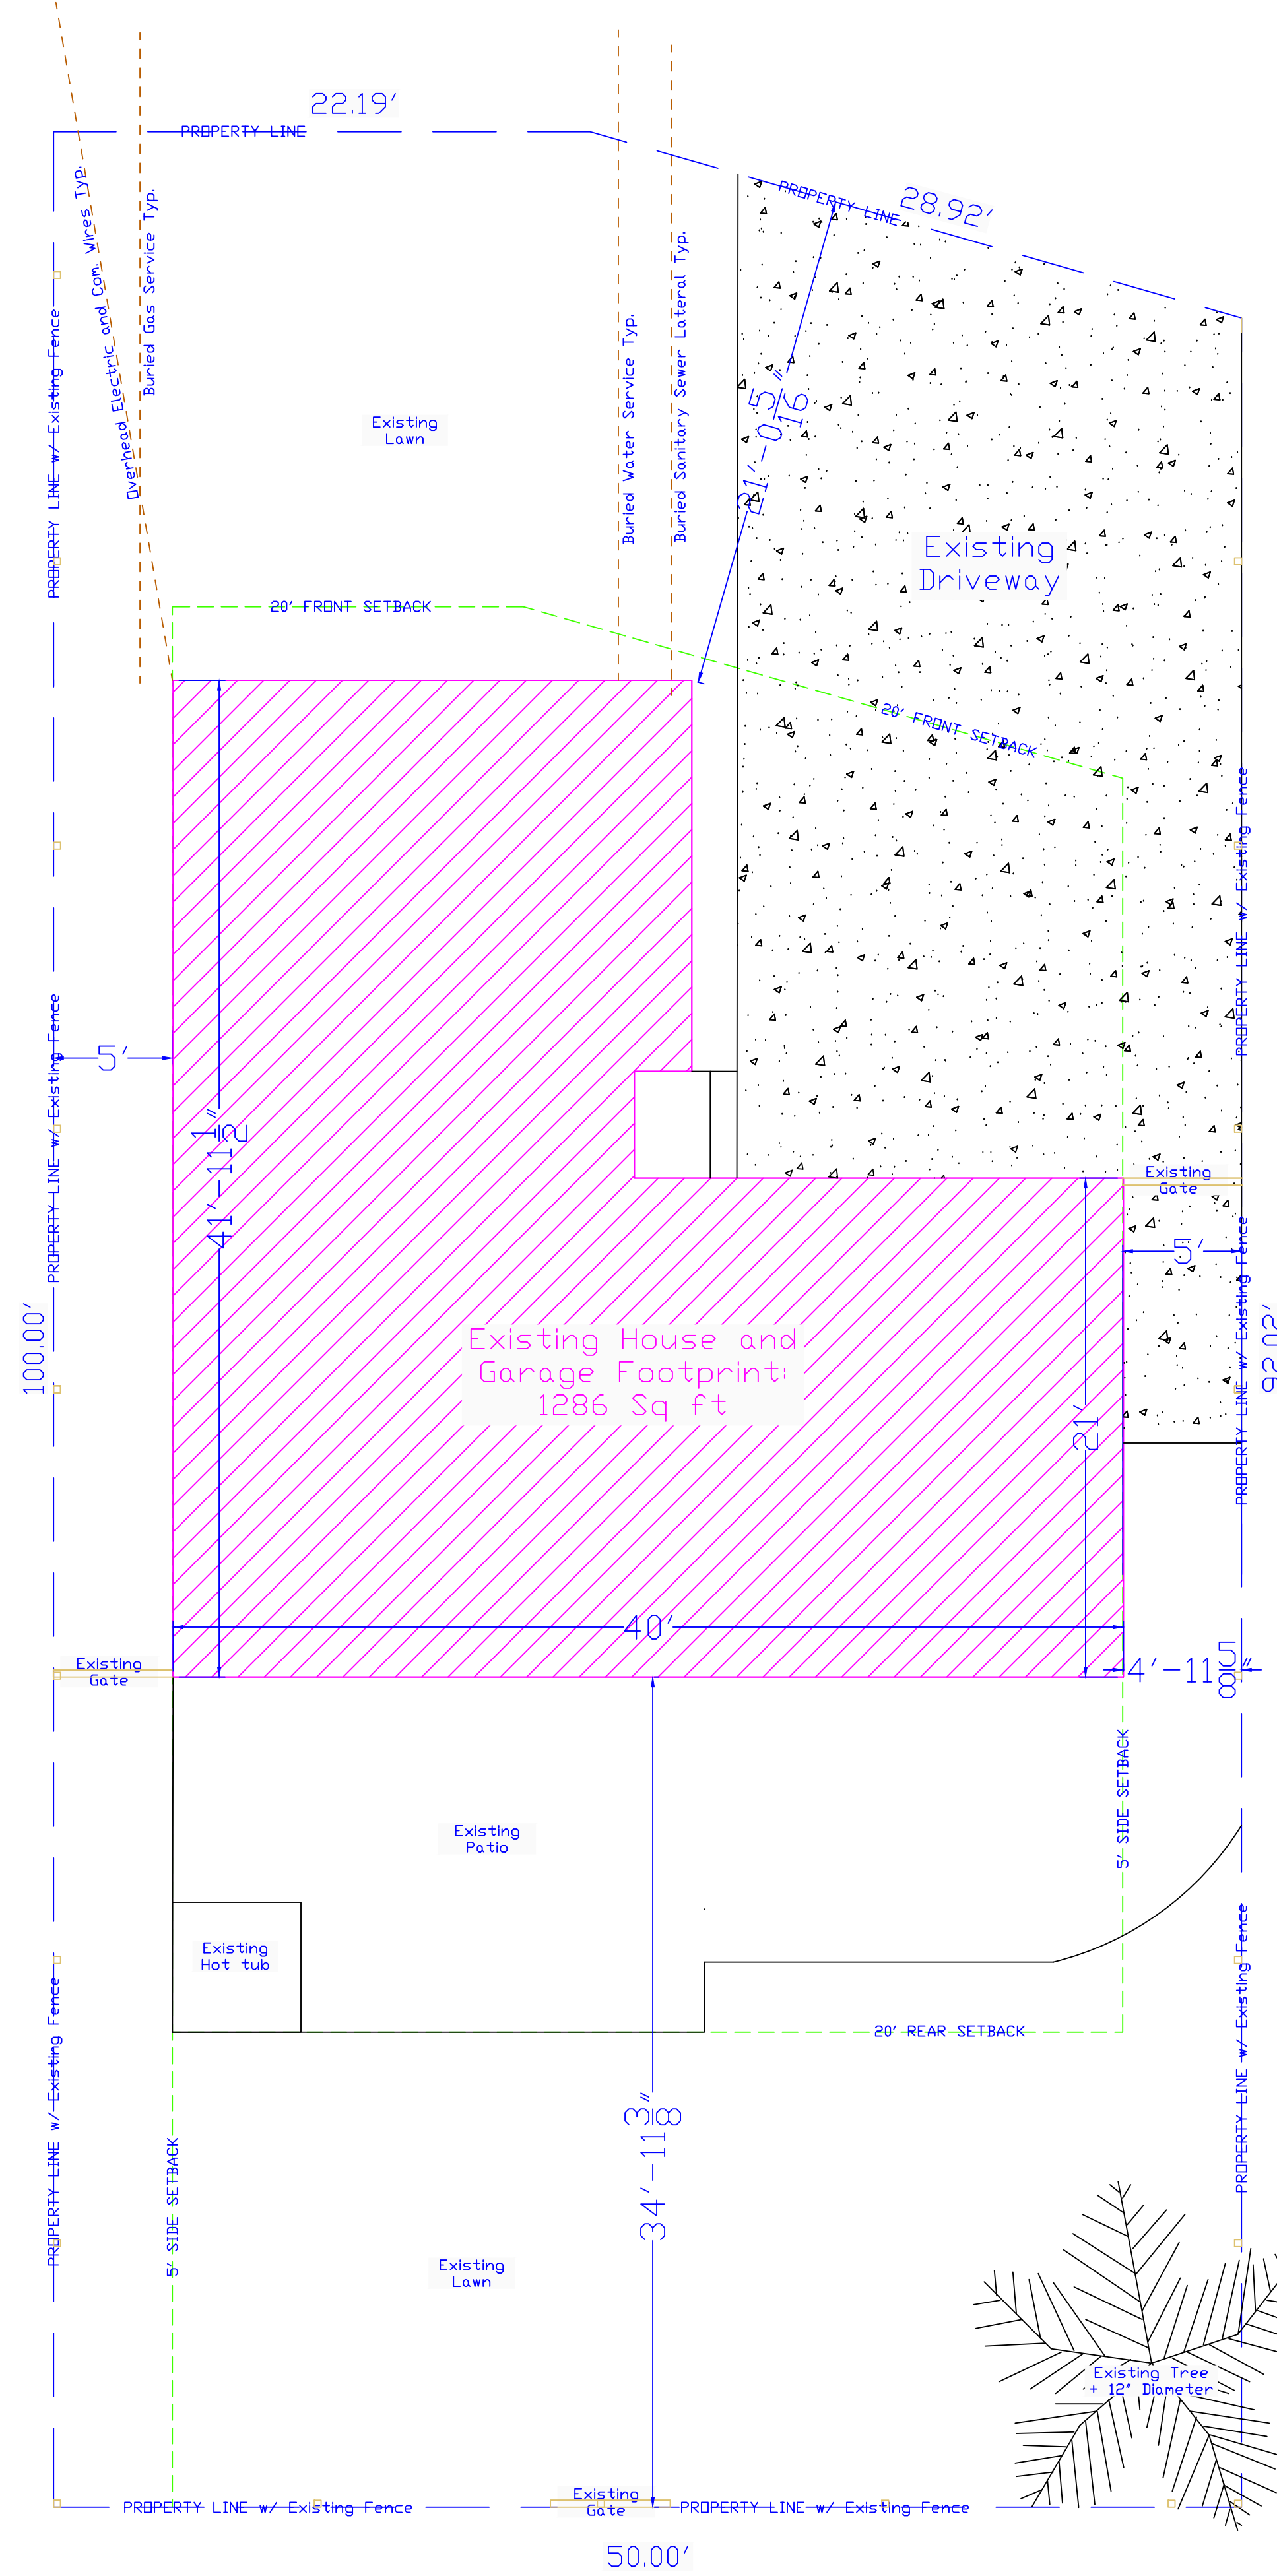 22.19'
PROPERTY LINE
PROPERTY LINE
28.92'
PROPERTY LINE w/ Existing Fence
Overhead Electric and Com. Wires Typ.
Buried Gas Service Typ.
Buried Water Service Typ.
Buried Sanitary Sewer Lateral Typ.
Existing
Lawn
21'-0 5/16"
Existing
Driveway
20' FRONT SETBACK
20' FRONT SETBACK
PROPERTY LINE w/ Existing Fence
PROPERTY LINE w/ Existing Fence
5'
41'-11 1/2"
Existing
Gate
5'
100.00'
92.02'
PROPERTY LINE w/ Existing Fence
Existing House and
Garage Footprint:
1286 Sq ft
21'
40'
Existing
Gate
4'-11 5/8"
5' SIDE SETBACK
Existing
Patio
Existing
Hot tub
PROPERTY LINE w/ Existing Fence
PROPERTY LINE w/ Existing Fence
20' REAR SETBACK
34'-11 3/8"
5' SIDE SETBACK
Existing
Lawn
Existing Tree
+ 12" Diameter
PROPERTY LINE w/ Existing Fence
Existing
Gate
PROPERTY LINE w/ Existing Fence
50.00'